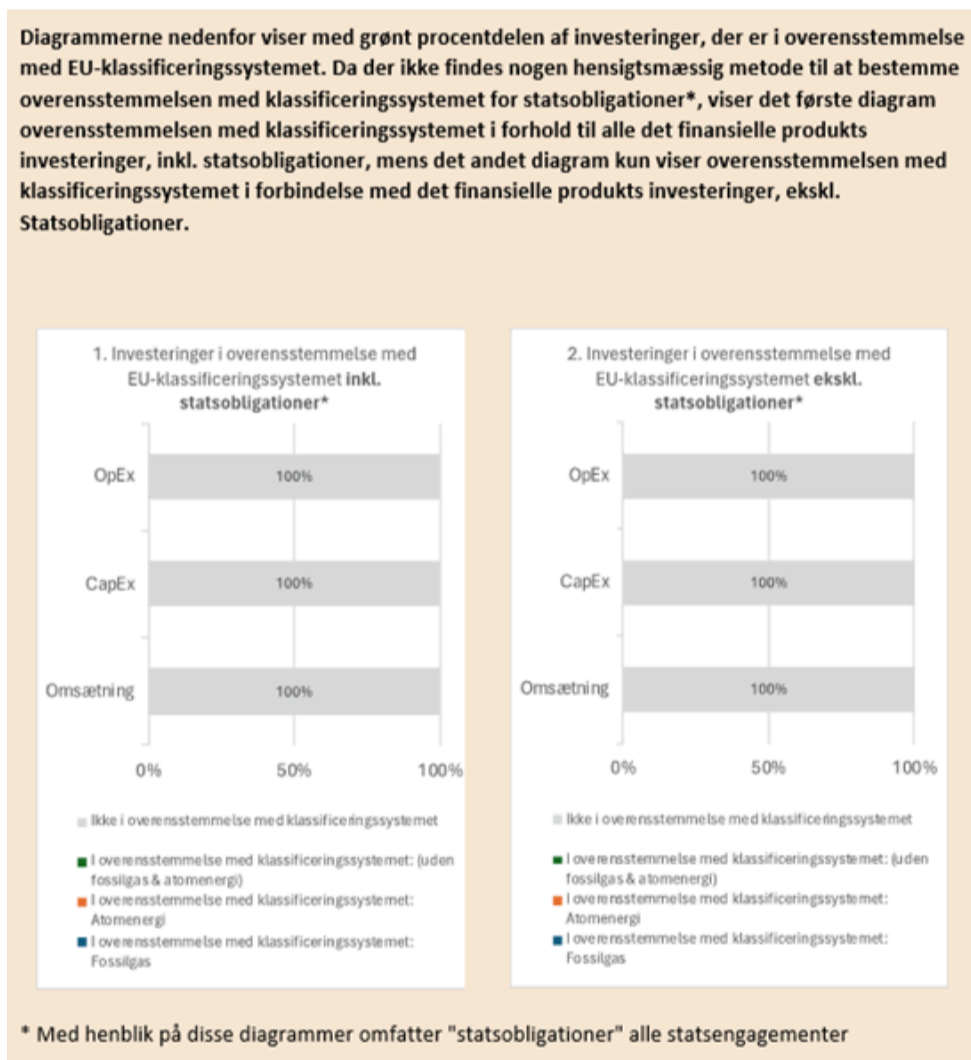 Diagrammerne nedenfor viser med grønt procentdelen af investeringer, der er i overensstemmelse
med EU-klassificeringssystemet. Da der ikke findes nogen hensigtsmæssig metode til at bestemme
overensstemmelsen med klassificeringssystemet for statsobligationer*, viser det første diagram
overensstemmelsen med klassificeringssystemet i forhold til alle det finansielle produkts
investeringer, inkl. statsobligationer, mens det andet diagram kun viser overensstemmelsen med
klassificeringssystemet i forbindelse med det finansielle produkts investeringer, ekskl.
Statsobligationer.
1. Investeringer i overensstemmelse med
EU-klassificeringssystemet inkl.
statsobligationer*
OpEx
100%
CapEx
100%
Omsætning
100%
0%
50%
100%
Ikke i overensstemmelse med klassificeringssystemet
I overensstemmelse med klassificeringssystemet: (uden
fossilgas & atomenergi)
I overensstemmelse med klassificeringssystemet:
Atomenergi
I overensstemmelse med klassificeringssystemet:
Fossilgas
2. Investeringer i overensstemmelse med
EU-klassificeringssystemet ekskl.
statsobligationer*
OpEx
100%
CapEx
100%
Omsætning
100%
0%
50%
100%
Ikke i overensstemmelse med klassificeringssystemet
I overensstemmelse med klassificeringssystemet: (uden
fossilgas & atomenergi)
I overensstemmelse med klassificeringssystemet:
Atomenergi
I overensstemmelse med klassificeringssystemet:
Fossilgas
* Med henblik på disse diagrammer omfatter "statsobligationer" alle statsengagementer